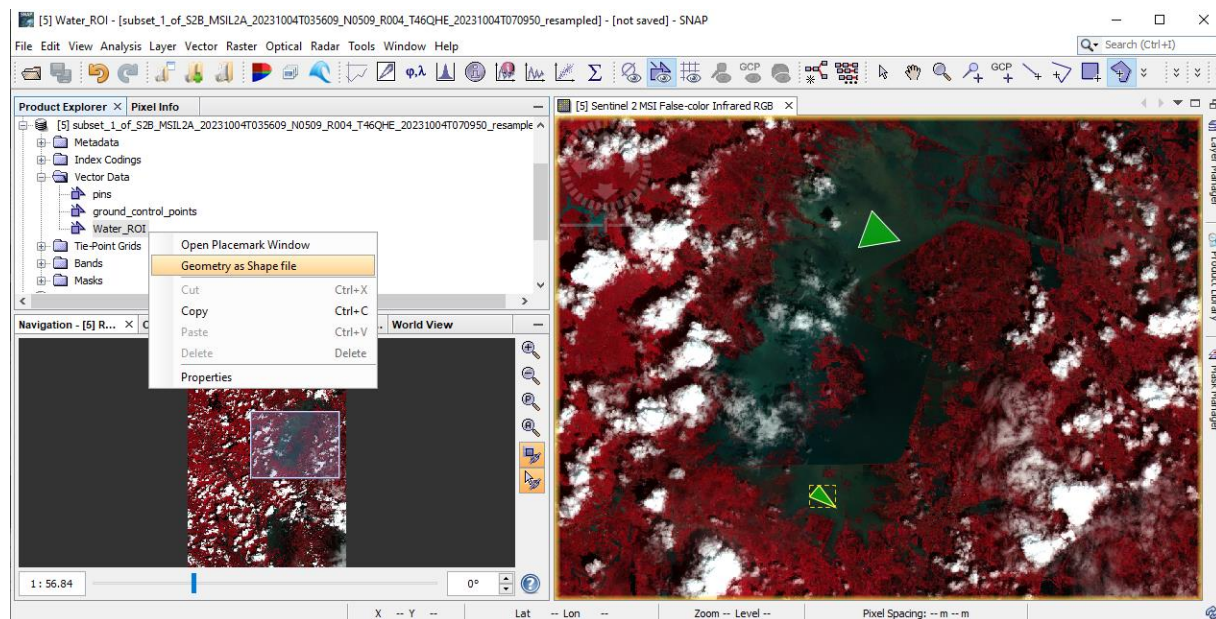 [5] Water_ROI - [subset_1_of_S2B_MSIL2A_20231004T035609_N0509_R004_T46QHE_20231004T070950_resampled] - [not saved] - SNAP
File Edit View Analysis Layer Vector Raster Optical Radar Tools Window Help
Search (Ctrl+I)
φ,λ
GCP
GCP
Product Explorer × Pixel Info
[5] Sentinel 2 MSI False-color Infrared RGB ×
[5] subset_1_of_S2B_MSIL2A_20231004T035609_N0509_R004_T46QHE_20231004T070950_resample
Metadata
Index Codings
Vector Data
pins
ground_control_points
Water_ROI
Tie-Point Grids
Bands
Masks
Open Placemark Window
Geometry as Shape file
Cut Ctrl+X
Copy Ctrl+C
Paste Ctrl+V
Delete Delete
Properties
Navigation - [5] R... × C
World View
1 : 56.84
0°
Layer Manager
Product Library
Mask Manager
X -- Y -- Lat -- Lon -- Zoom -- Level -- Pixel Spacing: -- m -- m